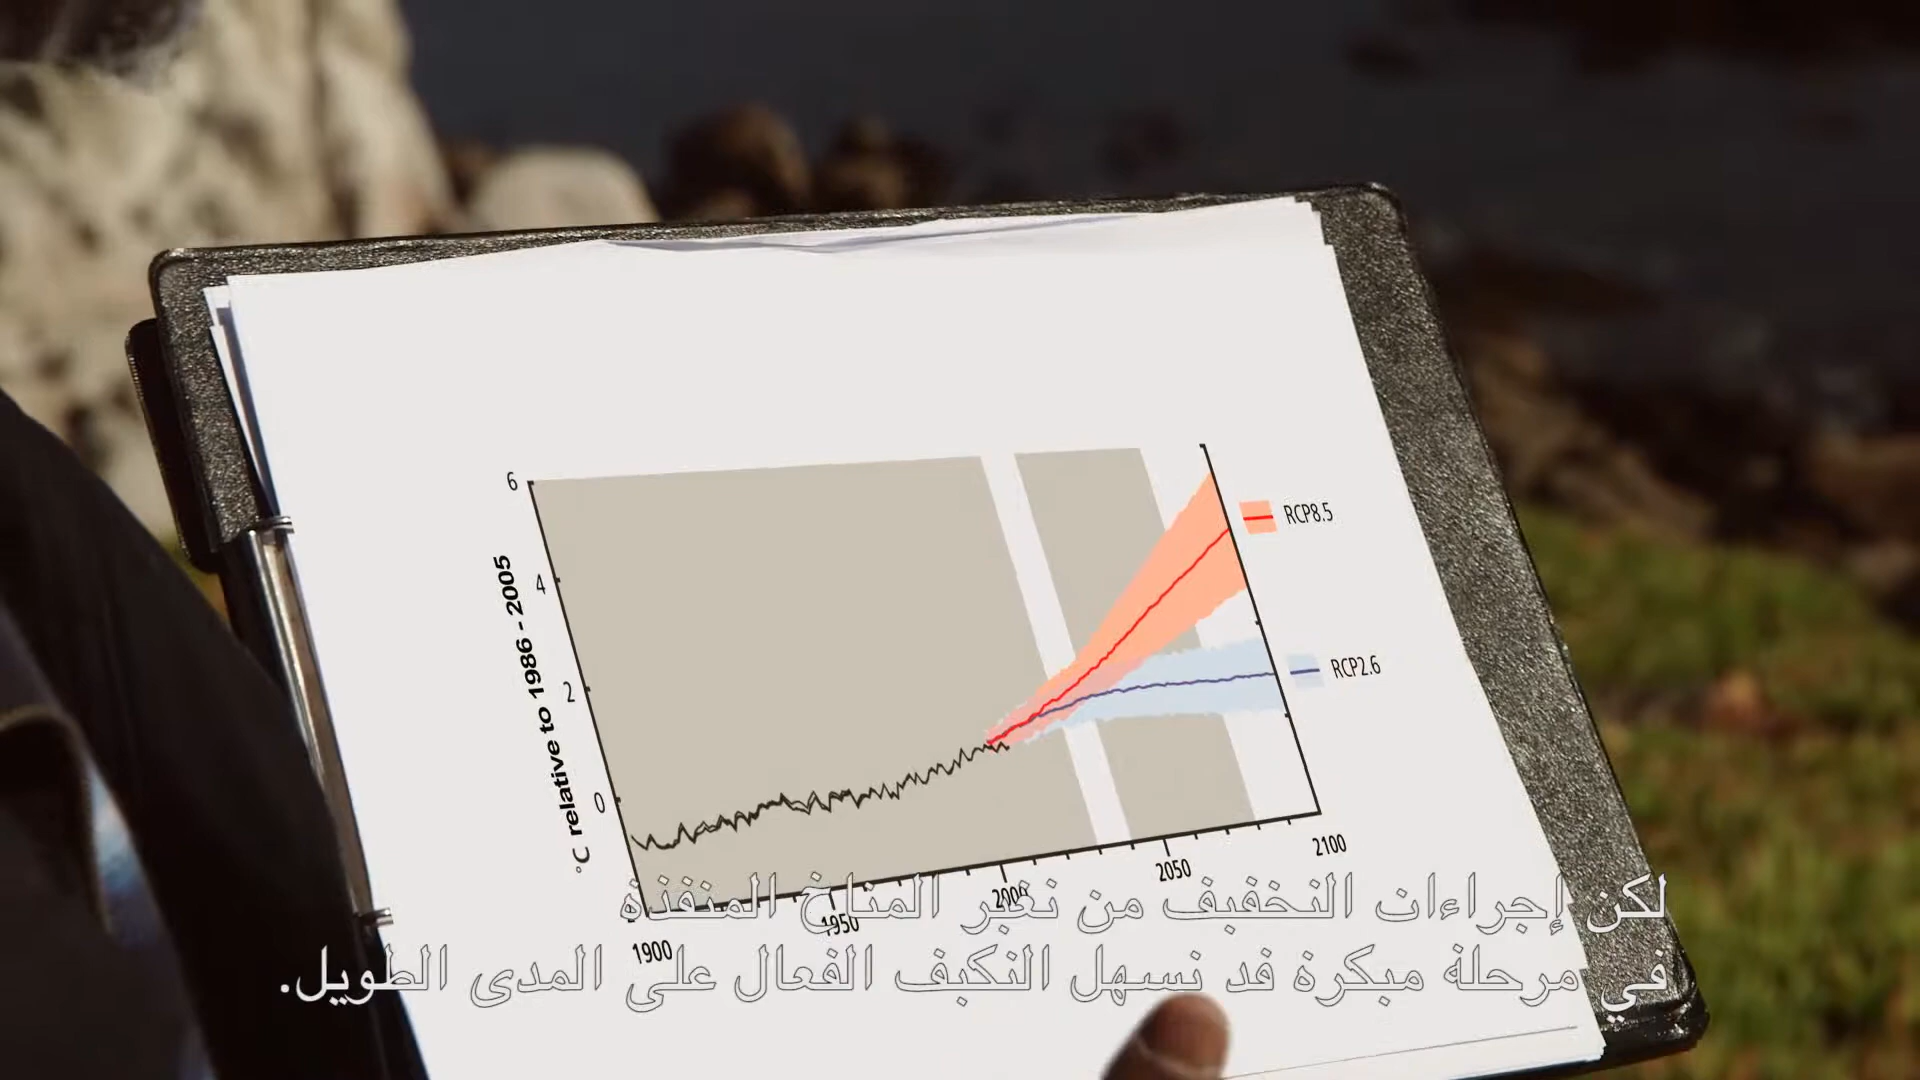 6
4
2
0
°C relative to 1986 - 2005
RCP8.5
RCP2.6
1900
1950
2000
2050
2100
لكن إجراءات التخفيف من تغير المناخ المنفذة
في مرحلة مبكرة قد تسهل التكيف الفعال على المدى الطويل.